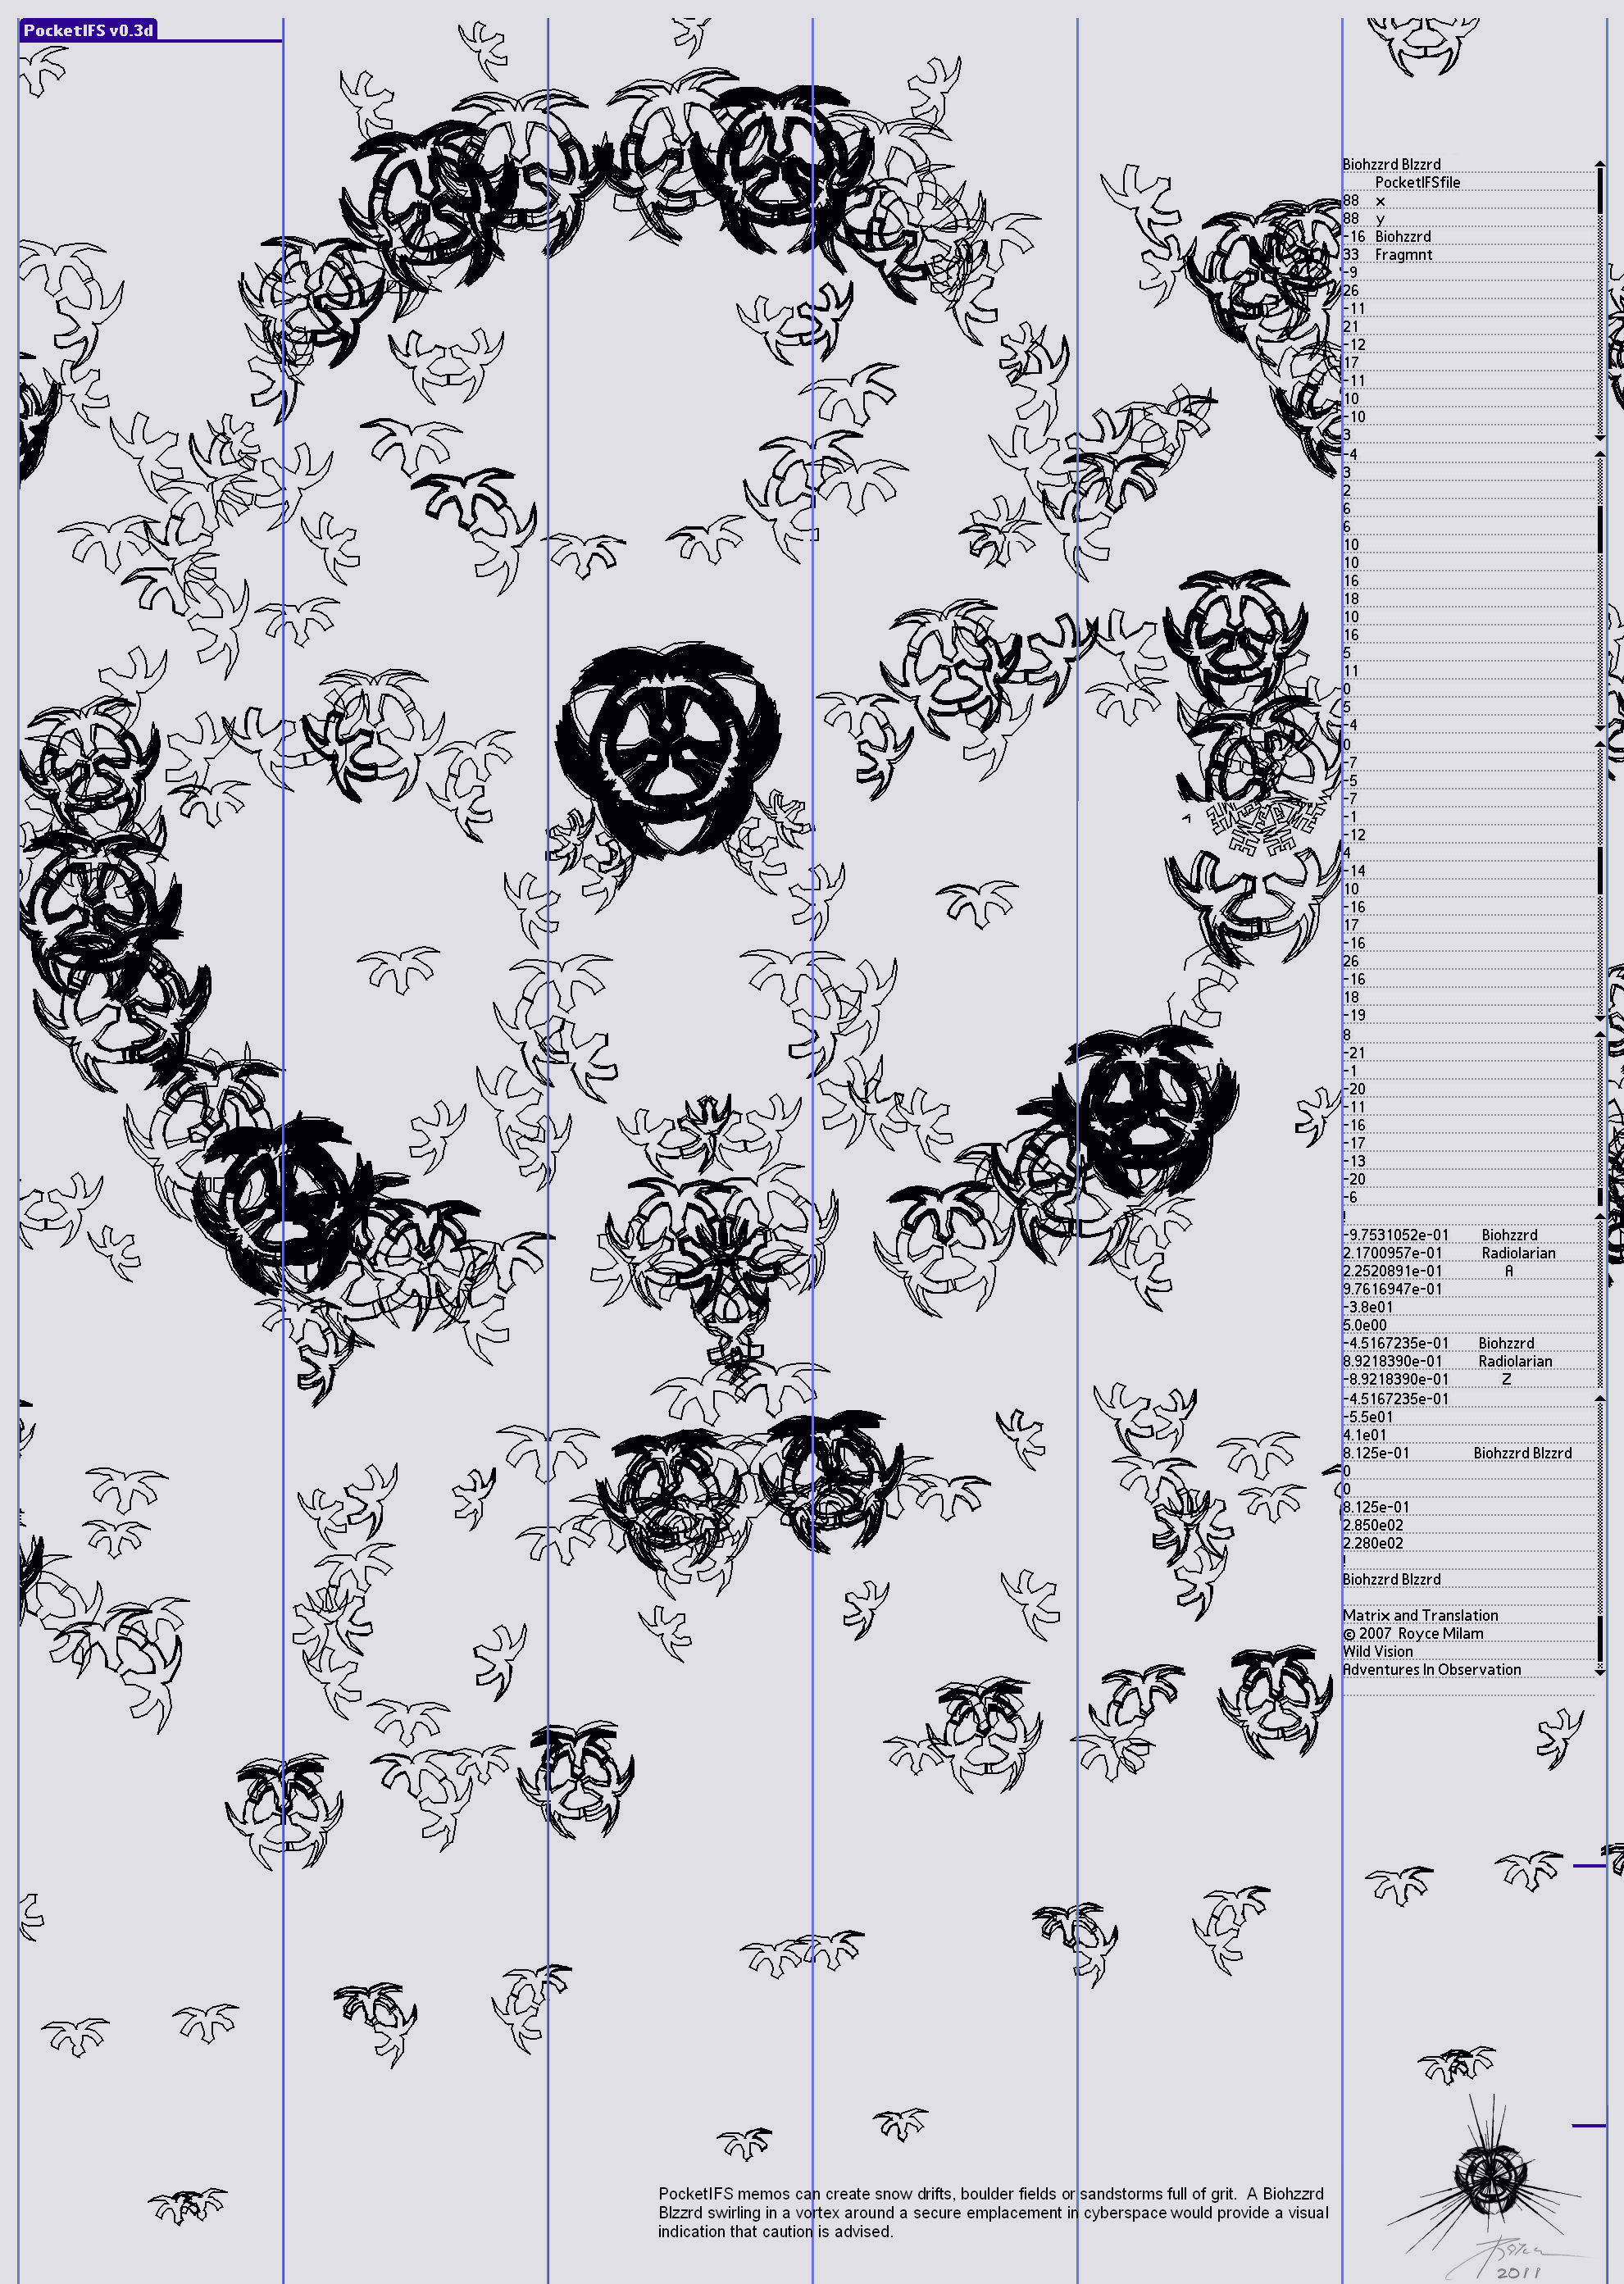 PocketIFS v0.3d
Biohzzrd Blzzrd
PocketIFSfile
88 x
88 y
-16 Biohzzrd
33 Fragmnt
-9
26
-11
21
-12
17
-11
10
-10
3
-4
3
2
6
6
10
10
16
18
10
16
5
11
0
5
-4
0
-7
-5
-7
-1
-12
4
-14
10
-16
17
-16
26
-16
18
-19
8
-21
-1
-20
-11
-16
-17
-13
-20
-6
!
-9.7531052e-01 Biohzzrd
2.1700957e-01 Radiolarian
2.2520891e-01 A
9.7616947e-01
-3.8e01
5.0e00
-4.5167235e-01 Biohzzrd
8.9218390e-01 Radiolarian
-8.9218390e-01 Z
-4.5167235e-01
-5.5e01
4.1e01
8.125e-01 Biohzzrd Blzzrd
0
0
8.125e-01
2.850e02
2.280e02
!
Biohzzrd Blzzrd
Matrix and Translation
© 2007 Royce Milam
Wild Vision
Adventures In Observation
PocketIFS memos can create snow drifts, boulder fields or sandstorms full of grit. A Biohzzrd
Blzzrd swirling in a vortex around a secure emplacement in cyberspace would provide a visual
indication that caution is advised.
2011